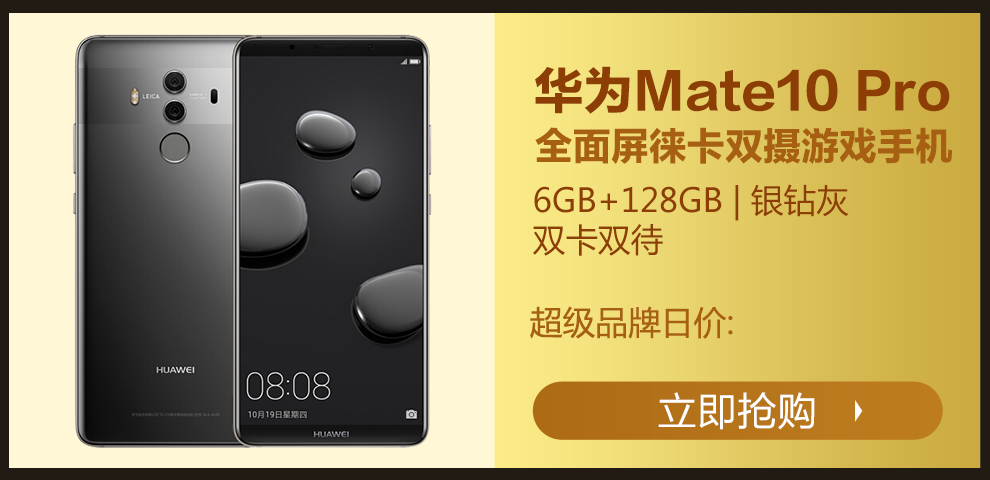 LEICA
HUAWEI
08:08
10月19日星期四
HUAWEI
华为Mate10 Pro
全面屏徕卡双摄游戏手机
6GB+128GB | 银钻灰
双卡双待
超级品牌日价:
立即抢购